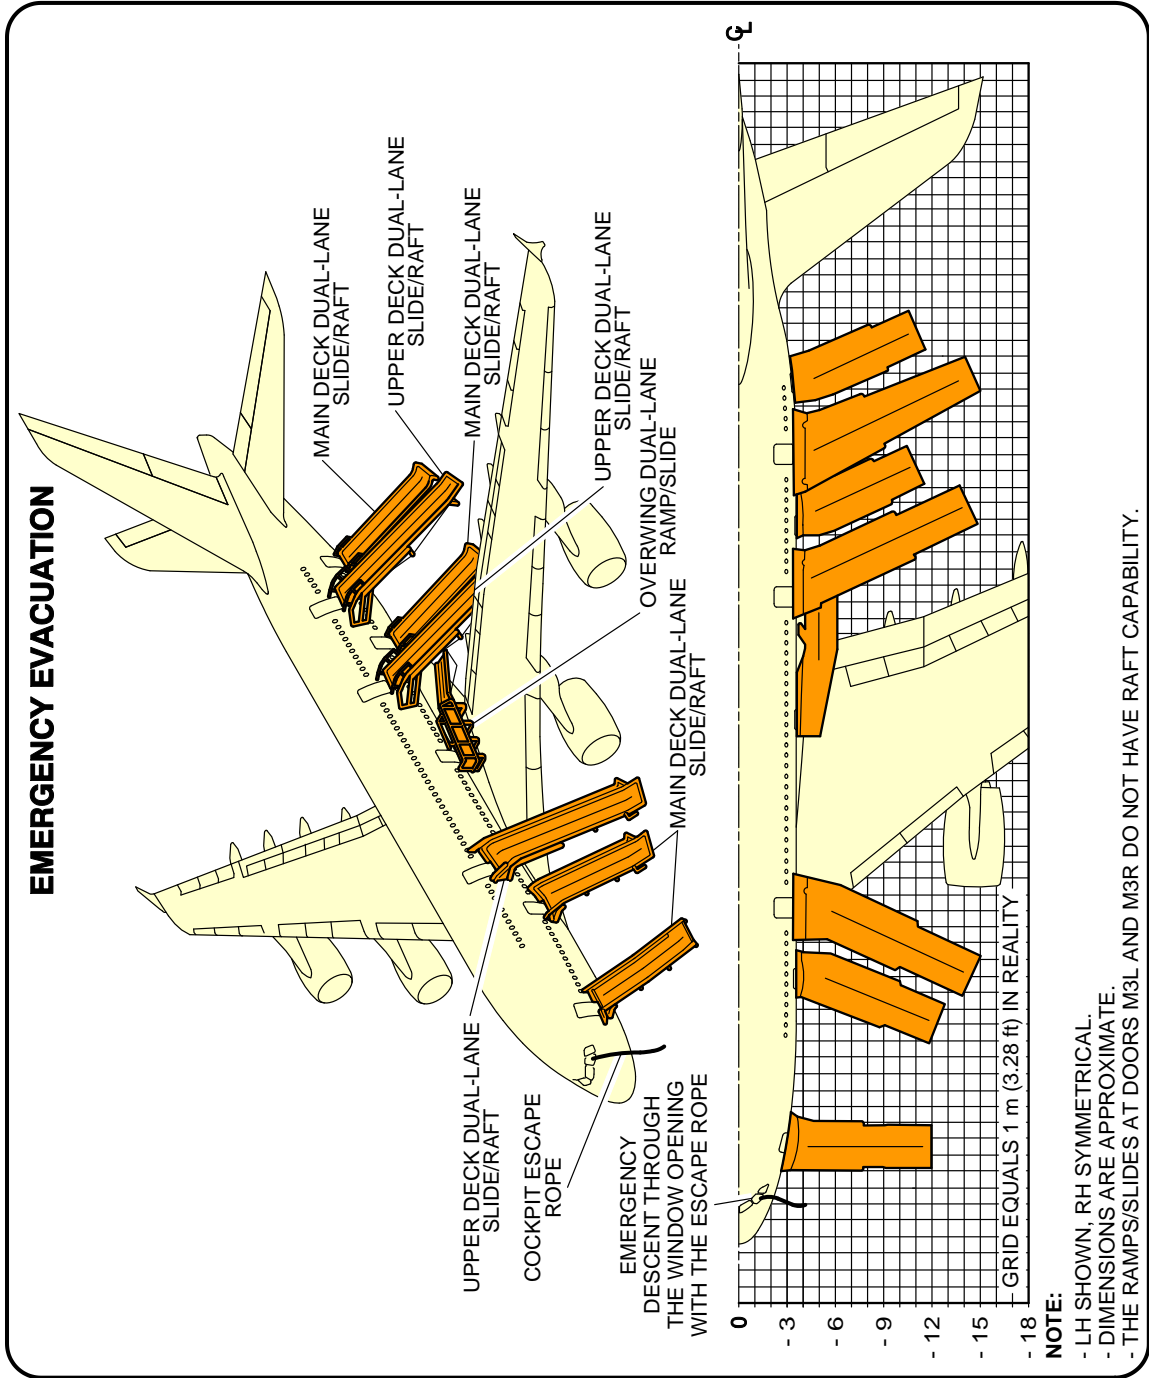 EMERGENCY EVACUATION
MAIN DECK DUAL-LANE
SLIDE/RAFT
UPPER DECK DUAL-LANE
SLIDE/RAFT
MAIN DECK DUAL-LANE
SLIDE/RAFT
UPPER DECK DUAL-LANE
SLIDE/RAFT
OVERWING DUAL-LANE
RAMP/SLIDE
MAIN DECK DUAL-LANE
SLIDE/RAFT
UPPER DECK DUAL-LANE
SLIDE/RAFT
COCKPIT ESCAPE
ROPE
EMERGENCY
DESCENT THROUGH
THE WINDOW OPENING
WITH THE ESCAPE ROPE
℄
0
- 3
- 6
- 9
- 12
- 15
- 18
GRID EQUALS 1 m (3.28 ft) IN REALITY
NOTE:
- LH SHOWN, RH SYMMETRICAL.
- DIMENSIONS ARE APPROXIMATE.
- THE RAMPS/SLIDES AT DOORS M3L AND M3R DO NOT HAVE RAFT CAPABILITY.